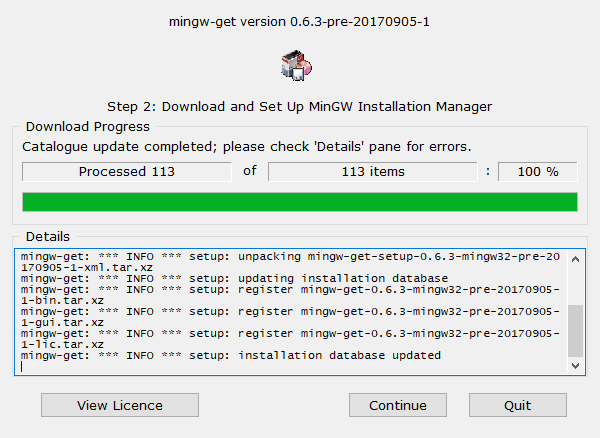 mingw-get version 0.6.3-pre-20170905-1
Step 2: Download and Set Up MinGW Installation Manager
Download Progress
Catalogue update completed; please check 'Details' pane for errors.
Processed 113 of 113 items : 100 %
Details
mingw-get: *** INFO *** setup: unpacking mingw-get-setup-0.6.3-mingw32-pre-20
170905-1-xml.tar.xz
mingw-get: *** INFO *** setup: updating installation database
mingw-get: *** INFO *** setup: register mingw-get-0.6.3-mingw32-pre-20170905-
1-bin.tar.xz
mingw-get: *** INFO *** setup: register mingw-get-0.6.3-mingw32-pre-20170905-
1-gui.tar.xz
mingw-get: *** INFO *** setup: register mingw-get-0.6.3-mingw32-pre-20170905-
1-lic.tar.xz
mingw-get: *** INFO *** setup: installation database updated
View Licence Continue Quit